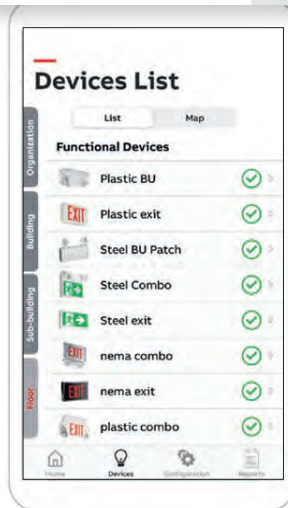 Devices List
List Map
Organization
Building
Sub-building
Floor
Functional Devices
Plastic BU
EXIT Plastic exit
Steel BU Patch
Steel Combo
Steel exit
EXIT nema combo
EXIT nema exit
EXIT plastic combo
Home Devices Configuration Reports